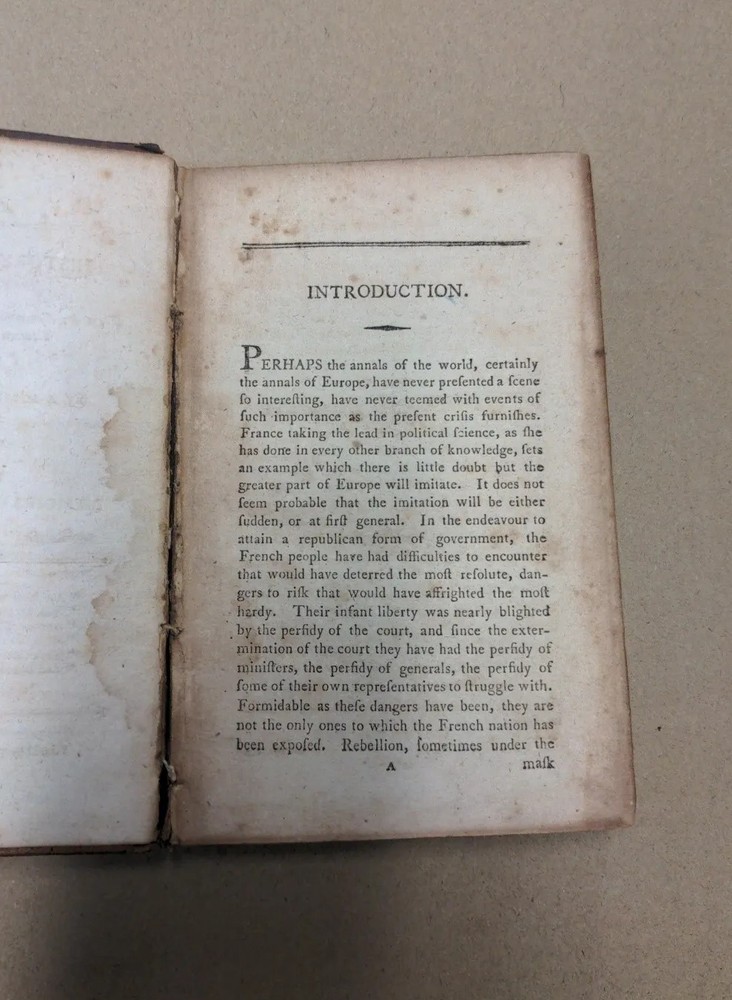 INTRODUCTION.
PERHAPS the annals of the world, certainly
the annals of Europe, have never preſented a ſcene
ſo intereſting, have never teemed with events of
ſuch importance as the preſent criſis furniſhes.
France taking the lead in political ſcience, as ſhe
has done in every other branch of knowledge, ſets
an example which there is little doubt but the
greater part of Europe will imitate. It does not
ſeem probable that the imitation will be either
ſudden, or at firſt general. In the endeavour to
attain a republican form of government, the
French people have had difficulties to encounter
that would have deterred the moſt reſolute, dan-
gers to riſk that would have affrighted the moſt
hardy. Their infant liberty was nearly blighted
by the perfidy of the court, and ſince the exter-
mination of the court they have had the perfidy of
miniſters, the perfidy of generals, the perfidy of
ſome of their own repreſentatives to ſtruggle with.
Formidable as theſe dangers have been, they are
not the only ones to which the French nation has
been expoſed. Rebellion, ſometimes under the
A maſk